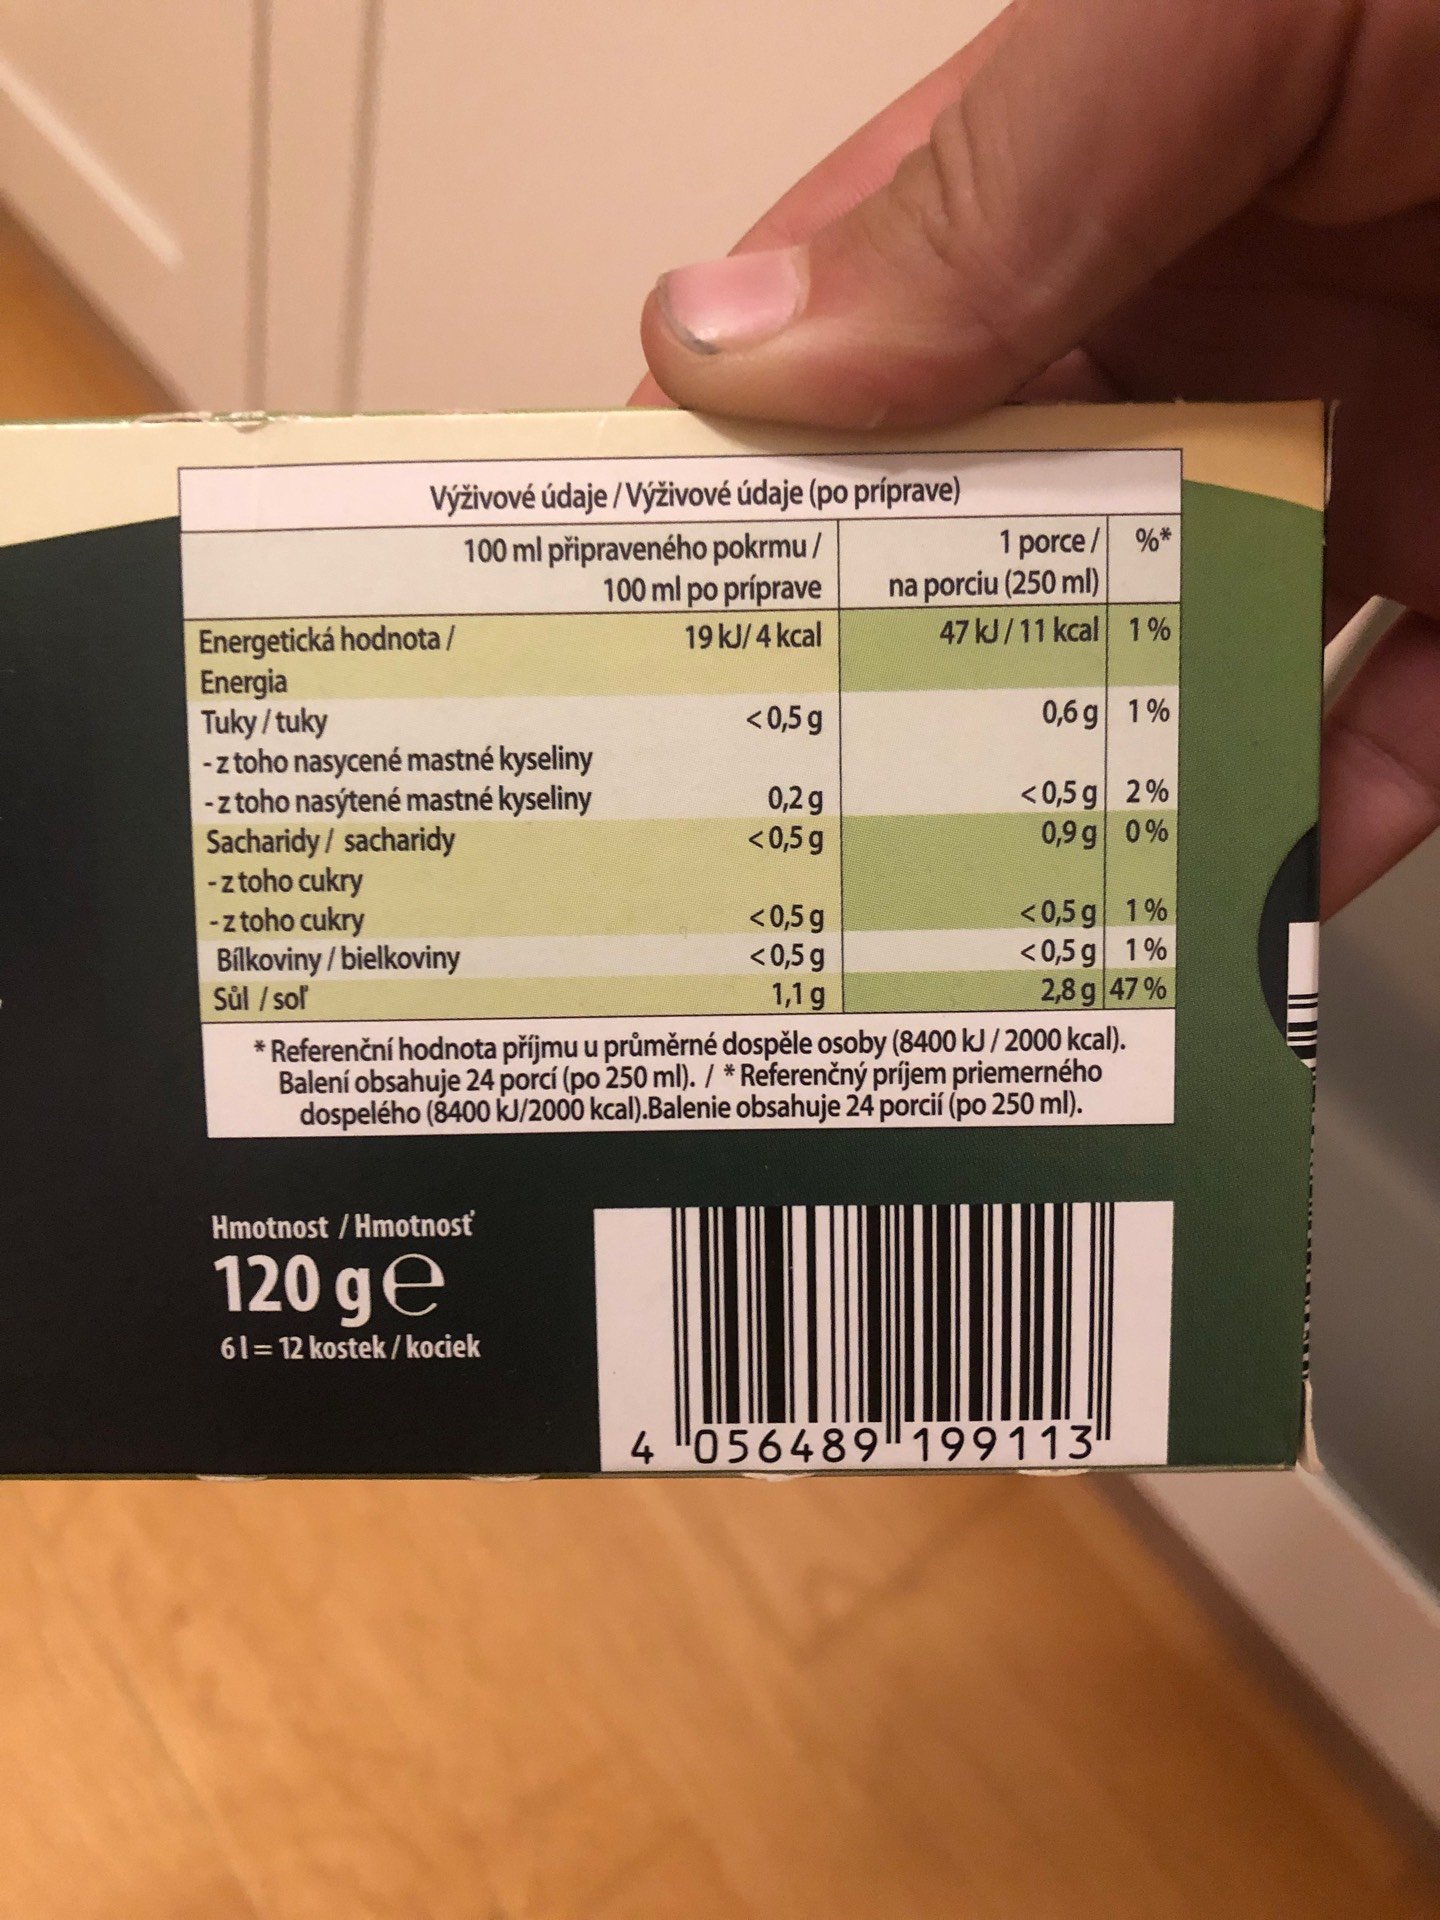 Výživové údaje / Výživové údaje (po príprave)
100 ml připraveného pokrmu / 1 porce / %*
100 ml po príprave na porciu (250 ml)
Energetická hodnota / 19 kJ/ 4 kcal 47 kJ / 11 kcal 1 %
Energia
Tuky / tuky <0,5 g 0,6 g 1 %
- z toho nasycené mastné kyseliny
- z toho nasýtené mastné kyseliny 0,2 g <0,5 g 2 %
Sacharidy / sacharidy <0,5 g 0,9 g 0 %
- z toho cukry
- z toho cukry <0,5 g <0,5 g 1 %
Bílkoviny / bielkoviny <0,5 g <0,5 g 1 %
Sůl / soľ 1,1 g 2,8 g 47 %
* Referenční hodnota příjmu u průměrné dospěle osoby (8400 kJ / 2000 kcal).
Balení obsahuje 24 porcí (po 250 ml). / * Referenčný príjem priemerného
dospelého (8400 kJ/2000 kcal).Balenie obsahuje 24 porcií (po 250 ml).
Hmotnost / Hmotnosť
120 g ℮
6 l = 12 kostek / kociek
4 056489 199113